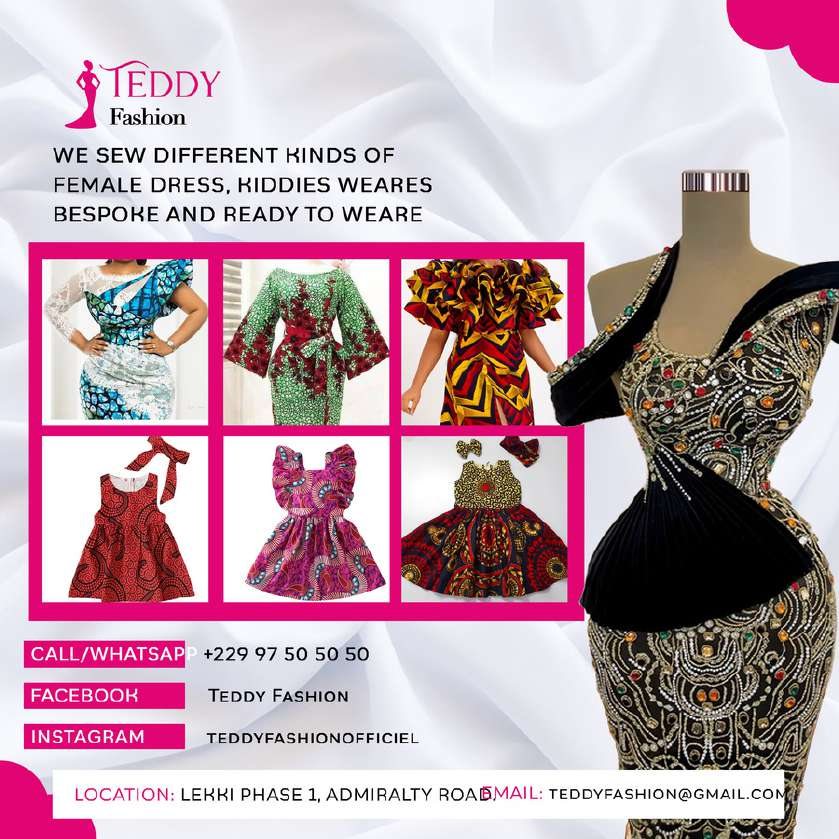 TEDDY
Fashion
WE SEW DIFFERENT KINDS OF
FEMALE DRESS, KIDDIES WEARES
BESPOKE AND READY TO WEARE
CALL/WHATSAPP +229 97 50 50 50
FACEBOOK Teddy Fashion
INSTAGRAM TEDDYFASHIONOFFICIEL
LOCATION: LEKKI PHASE 1, ADMIRALTY ROAD. EMAIL: TEDDYFASHION@GMAIL.COM